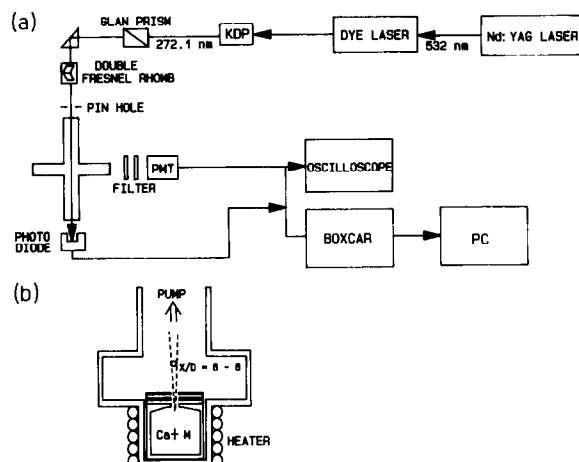 (a)
GLAN PRISM
272.1 nm
KDP
DYE LASER
532 nm
Nd:YAG LASER
DOUBLE
FRESNEL RHOMB
PIN HOLE
FILTER
PMT
OSCILLOSCOPE
PHOTO
DIODE
BOXCAR
PC
(b)
PUMP
X/D = 6 - 8
Ca+ M
HEATER